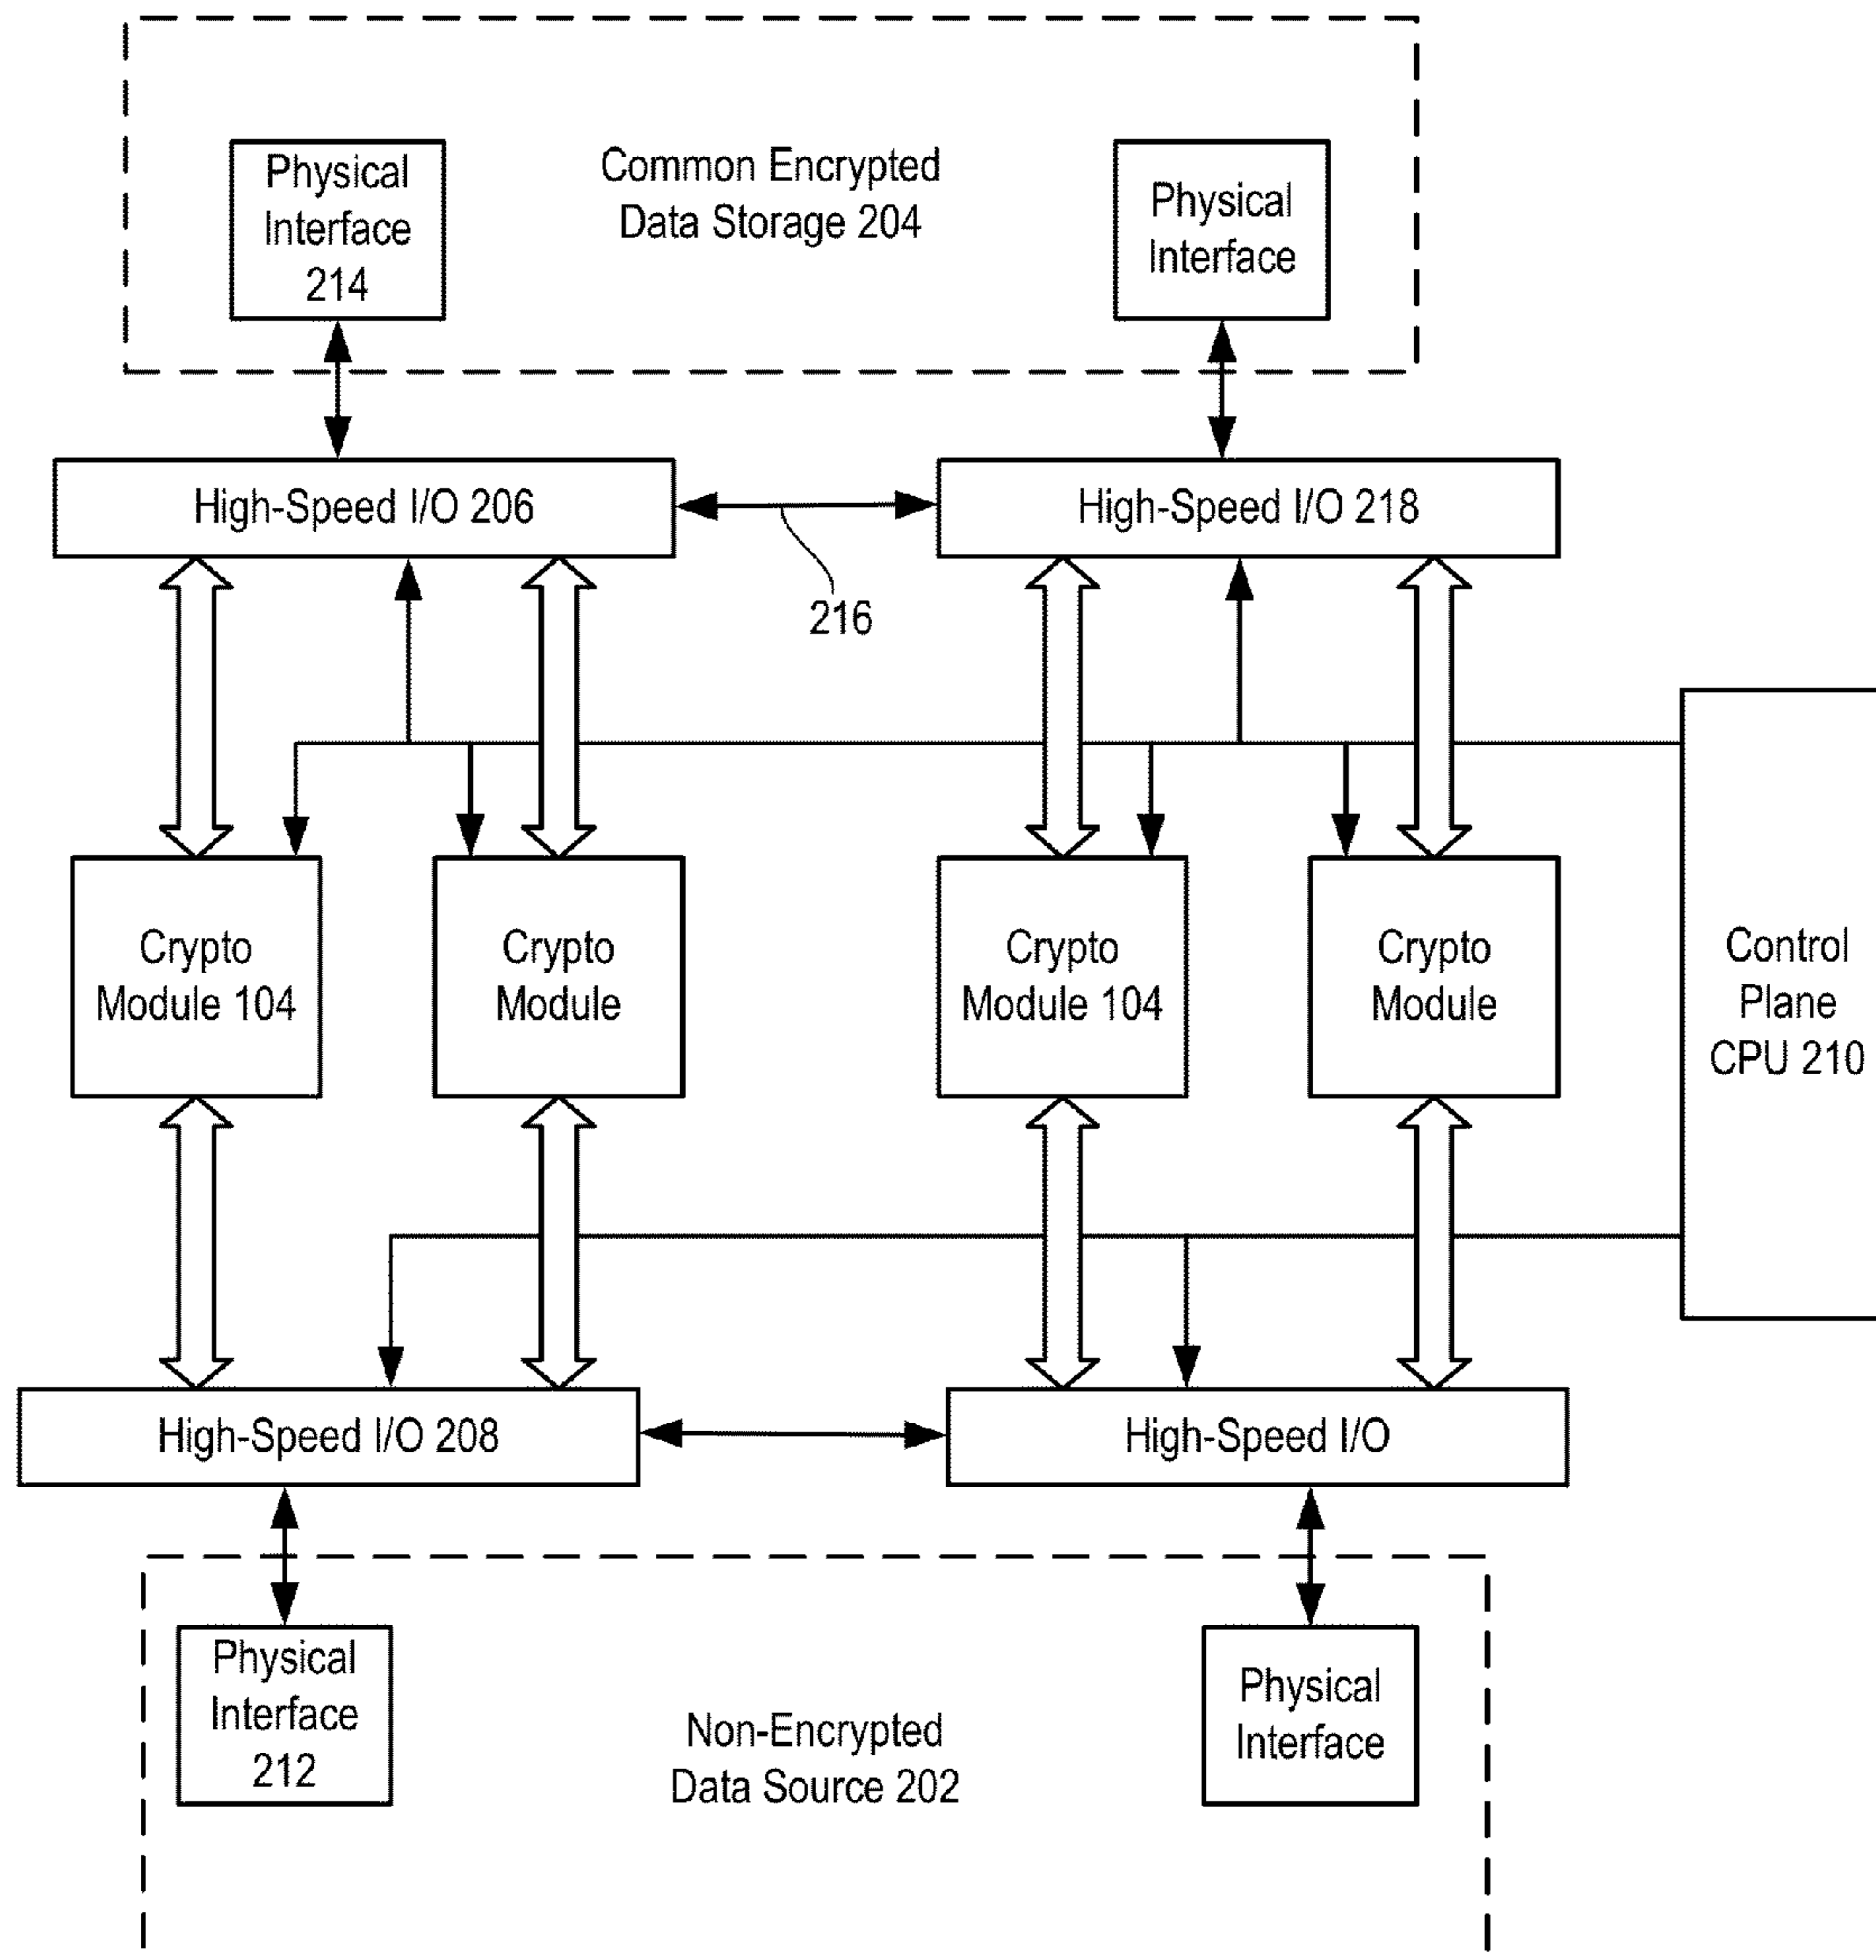 Physical
Interface
214
Common Encrypted
Data Storage 204
Physical
Interface
High-Speed I/O 206
High-Speed I/O 218
216
Crypto
Module 104
Crypto
Module
Crypto
Module 104
Crypto
Module
Control
Plane
CPU 210
High-Speed I/O 208
High-Speed I/O
Physical
Interface
212
Non-Encrypted
Data Source 202
Physical
Interface